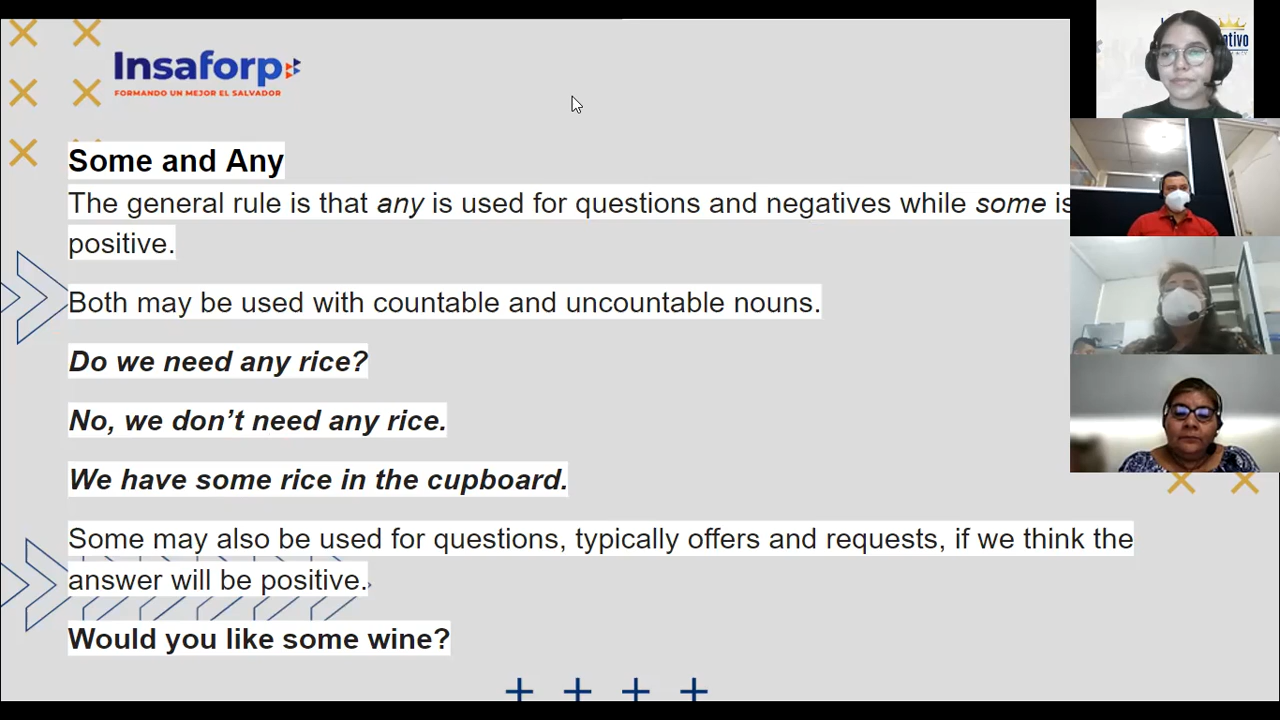 Insaforp
FORMANDO UN MEJOR EL SALVADOR
Some and Any
The general rule is that any is used for questions and negatives while some is
positive.
Both may be used with countable and uncountable nouns.
Do we need any rice?
No, we don’t need any rice.
We have some rice in the cupboard.
Some may also be used for questions, typically offers and requests, if we think the
answer will be positive.
Would you like some wine?